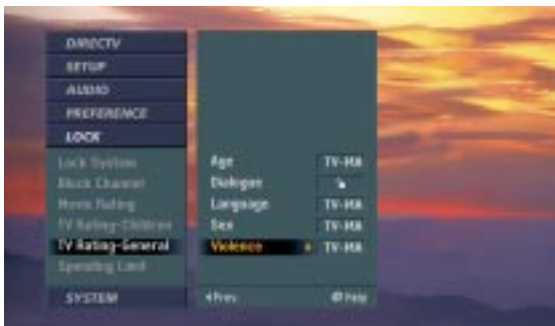 DIRECTV
SETUP
AUDIO
PREFERENCE
LOCK
Lock System
Block Channel
Movie Rating
TV Rating-Children
TV Rating-General
Spending Limit
SYSTEM
Age TV-MA
Dialogue
Language TV-MA
Sex TV-MA
Violence TV-MA
Prev. Help